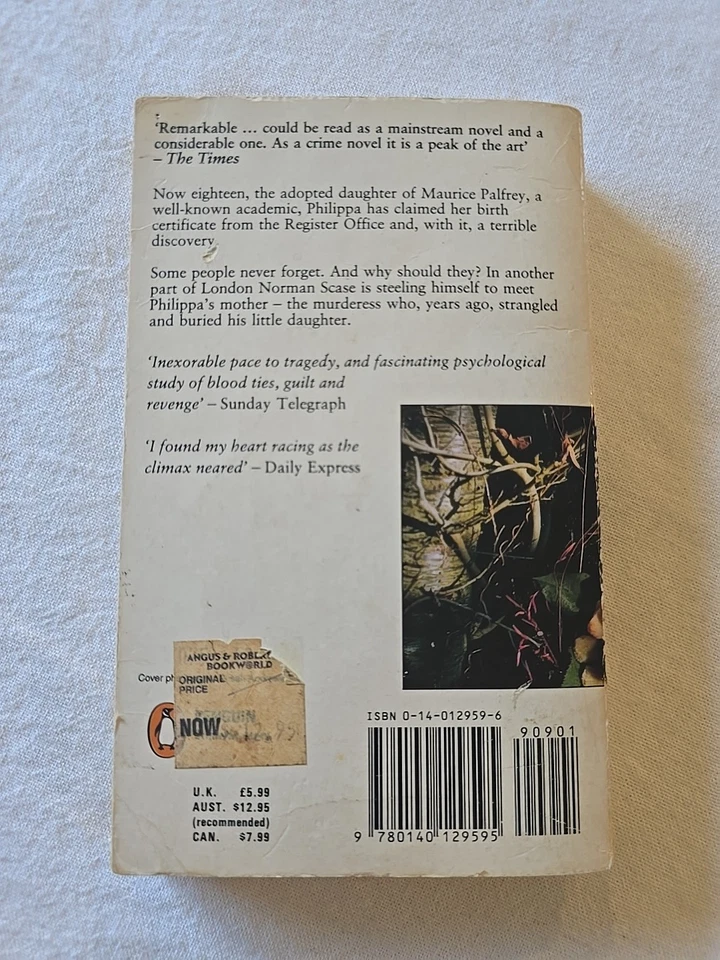 ‘Remarkable ... could be read as a mainstream novel and a
considerable one. As a crime novel it is a peak of the art’
– The Times
Now eighteen, the adopted daughter of Maurice Palfrey, a
well-known academic, Philippa has claimed her birth
certificate from the Register Office and, with it, a terrible
discovery
Some people never forget. And why should they? In another
part of London Norman Scase is steeling himself to meet
Philippa’s mother – the murderess who, years ago, strangled
and buried his little daughter.
‘Inexorable pace to tragedy, and fascinating psychological
study of blood ties, guilt and
revenge’ – Sunday Telegraph
‘I found my heart racing as the
climax neared’ – Daily Express
ANGUS & ROBER
BOOKWORLD
Cover ph
ORIGINAL
PRICE
PENGUIN
NOW
U.K. £5.99
AUST. $12.95
(recommended)
CAN. $7.99
ISBN 0-14-012959-6
90901
9 780140 129595